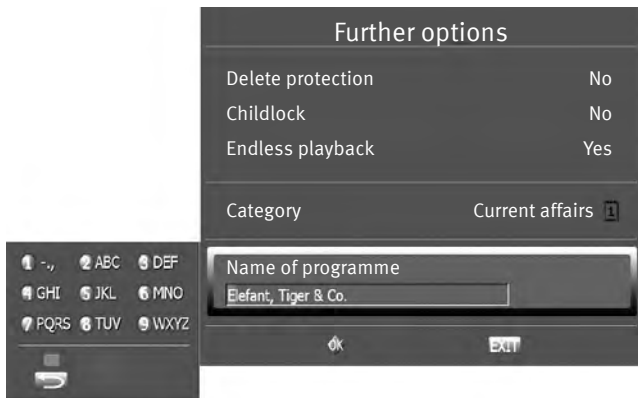 Further options
Delete protection No
Childlock No
Endless playback Yes
Category Current affairs 1
Name of programme
Elefant, Tiger & Co.
1 -., 2 ABC 3 DEF
4 GHI 5 JKL 6 MNO
7 PQRS 8 TUV 9 WXYZ
OK EXIT